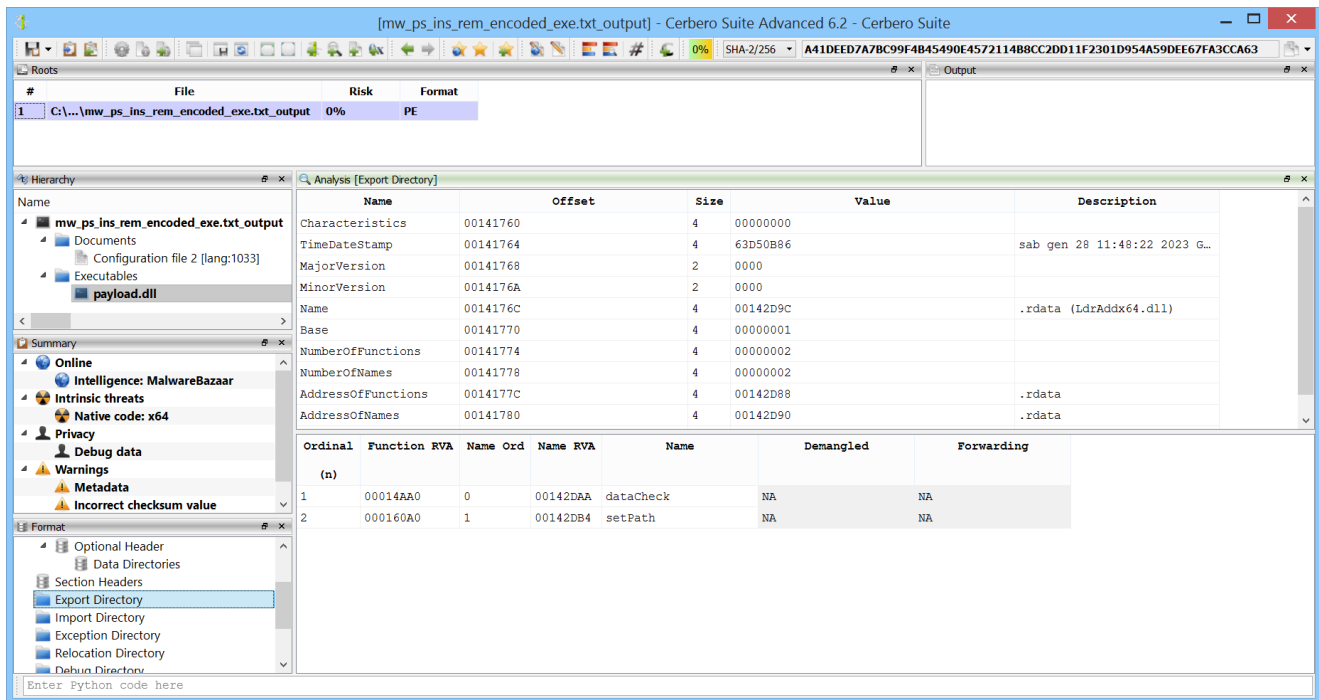 [mw_ps_ins_rem_encoded_exe.txt_output] - Cerbero Suite Advanced 6.2 - Cerbero Suite
0% SHA-2/256 A41DEED7A7BC99F4B45490E4572114B8CC2DD11F2301D954A59DEE67FA3CCA63
Roots
# File Risk Format
1 C:\...\mw_ps_ins_rem_encoded_exe.txt_output 0% PE
Output
Hierarchy
Name
mw_ps_ins_rem_encoded_exe.txt_output
Documents
Configuration file 2 [lang:1033]
Executables
payload.dll
Summary
Online
Intelligence: MalwareBazaar
Intrinsic threats
Native code: x64
Privacy
Debug data
Warnings
Metadata
Incorrect checksum value
Format
Optional Header
Data Directories
Section Headers
Export Directory
Import Directory
Exception Directory
Relocation Directory
Debug Directory
Analysis [Export Directory]
Name Offset Size Value Description
Characteristics 00141760 4 00000000
TimeDateStamp 00141764 4 63D50B86 sab gen 28 11:48:22 2023 G...
MajorVersion 00141768 2 0000
MinorVersion 0014176A 2 0000
Name 0014176C 4 00142D9C .rdata (LdrAddx64.dll)
Base 00141770 4 00000001
NumberOfFunctions 00141774 4 00000002
NumberOfNames 00141778 4 00000002
AddressOfFunctions 0014177C 4 00142D88 .rdata
AddressOfNames 00141780 4 00142D90 .rdata
Ordinal Function RVA Name Ord Name RVA Name Demangled Forwarding
(n)
1 00014AA0 0 00142DAA dataCheck NA NA
2 000160A0 1 00142DB4 setPath NA NA
Enter Python code here